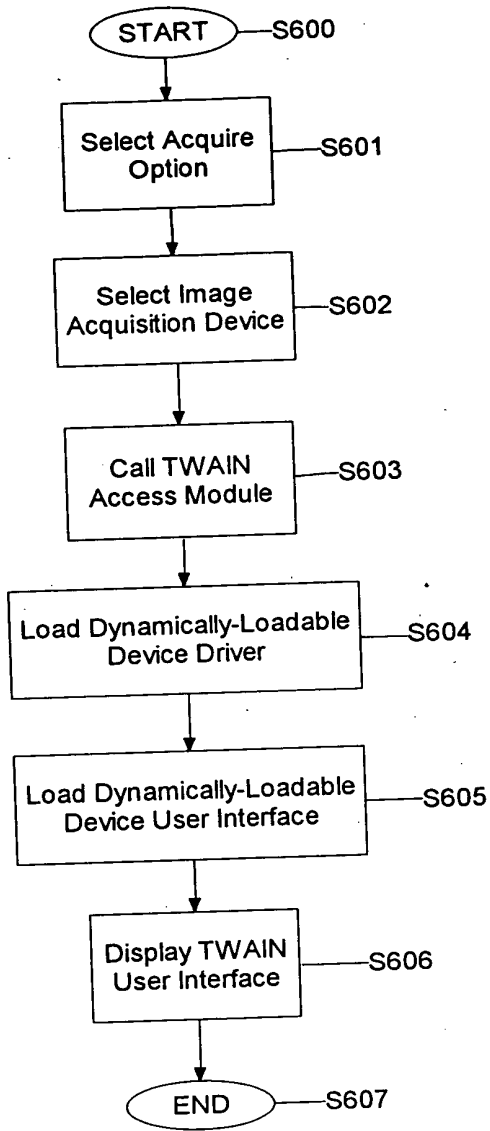 START
S600
Select Acquire
Option
S601
Select Image
Acquisition Device
S602
Call TWAIN
Access Module
S603
Load Dynamically-Loadable
Device Driver
S604
Load Dynamically-Loadable
Device User Interface
S605
Display TWAIN
User Interface
S606
END
S607